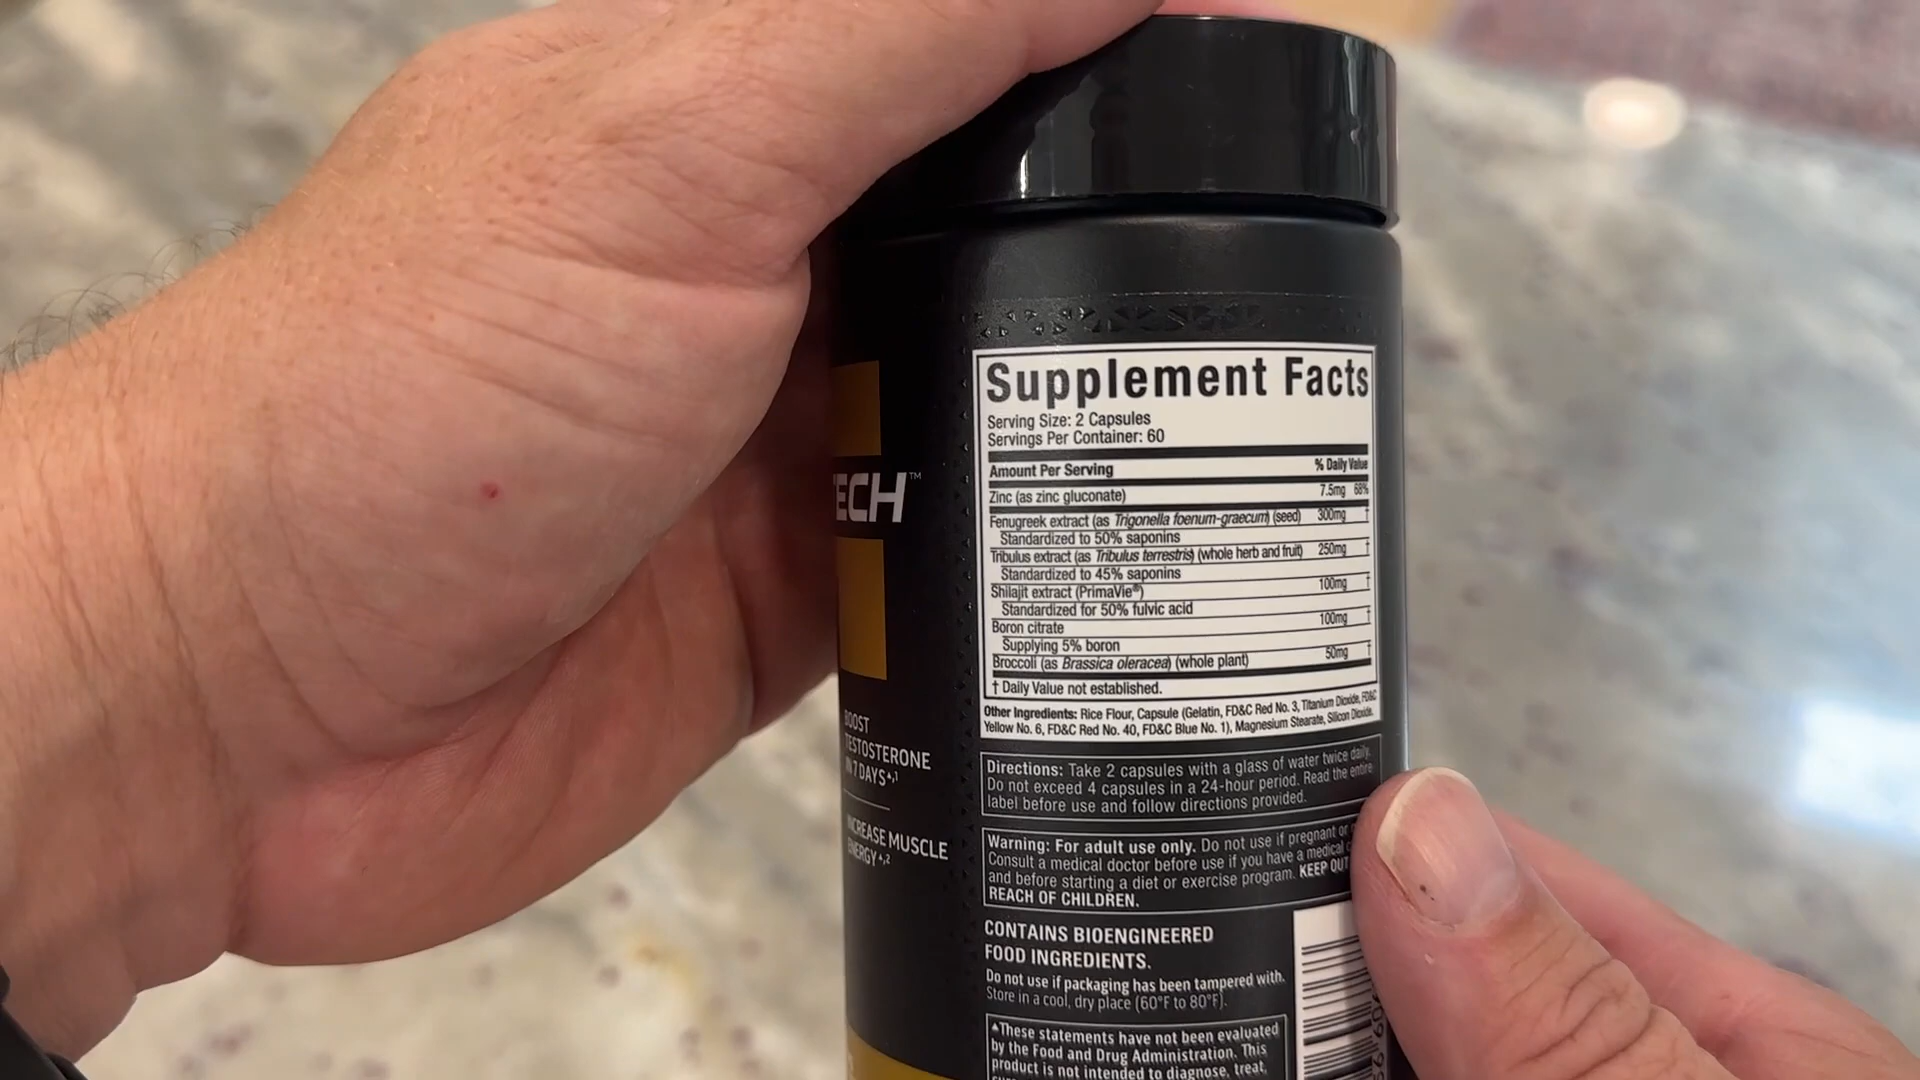 ECH™
BOOST
TESTOSTERONE
IN 7 DAYS▲,1
INCREASE MUSCLE
ENERGY▲,2
Supplement Facts
Serving Size: 2 Capsules
Servings Per Container: 60
Amount Per Serving % Daily Value
Zinc (as zinc gluconate) 7.5mg 68%
Fenugreek extract (as Trigonella foenum-graecum) (seed) 300mg †
Standardized to 50% saponins
Tribulus extract (as Tribulus terrestris) (whole herb and fruit) 250mg †
Standardized to 45% saponins
Shilajit extract (PrimaVie®) 100mg †
Standardized for 50% fulvic acid
Boron citrate 100mg †
Supplying 5% boron
Broccoli (as Brassica oleracea) (whole plant) 50mg †
† Daily Value not established.
Other Ingredients: Rice Flour, Capsule (Gelatin, FD&C Red No. 3, Titanium Dioxide, FD&C
Yellow No. 6, FD&C Red No. 40, FD&C Blue No. 1), Magnesium Stearate, Silicon Dioxide.
Directions: Take 2 capsules with a glass of water twice daily.
Do not exceed 4 capsules in a 24-hour period. Read the entire
label before use and follow directions provided.
Warning: For adult use only. Do not use if pregnant or
Consult a medical doctor before use if you have a medical
and before starting a diet or exercise program. KEEP OUT
REACH OF CHILDREN.
CONTAINS BIOENGINEERED
FOOD INGREDIENTS.
Do not use if packaging has been tampered with.
Store in a cool, dry place (60°F to 80°F).
▲These statements have not been evaluated
by the Food and Drug Administration. This
product is not intended to diagnose, treat,